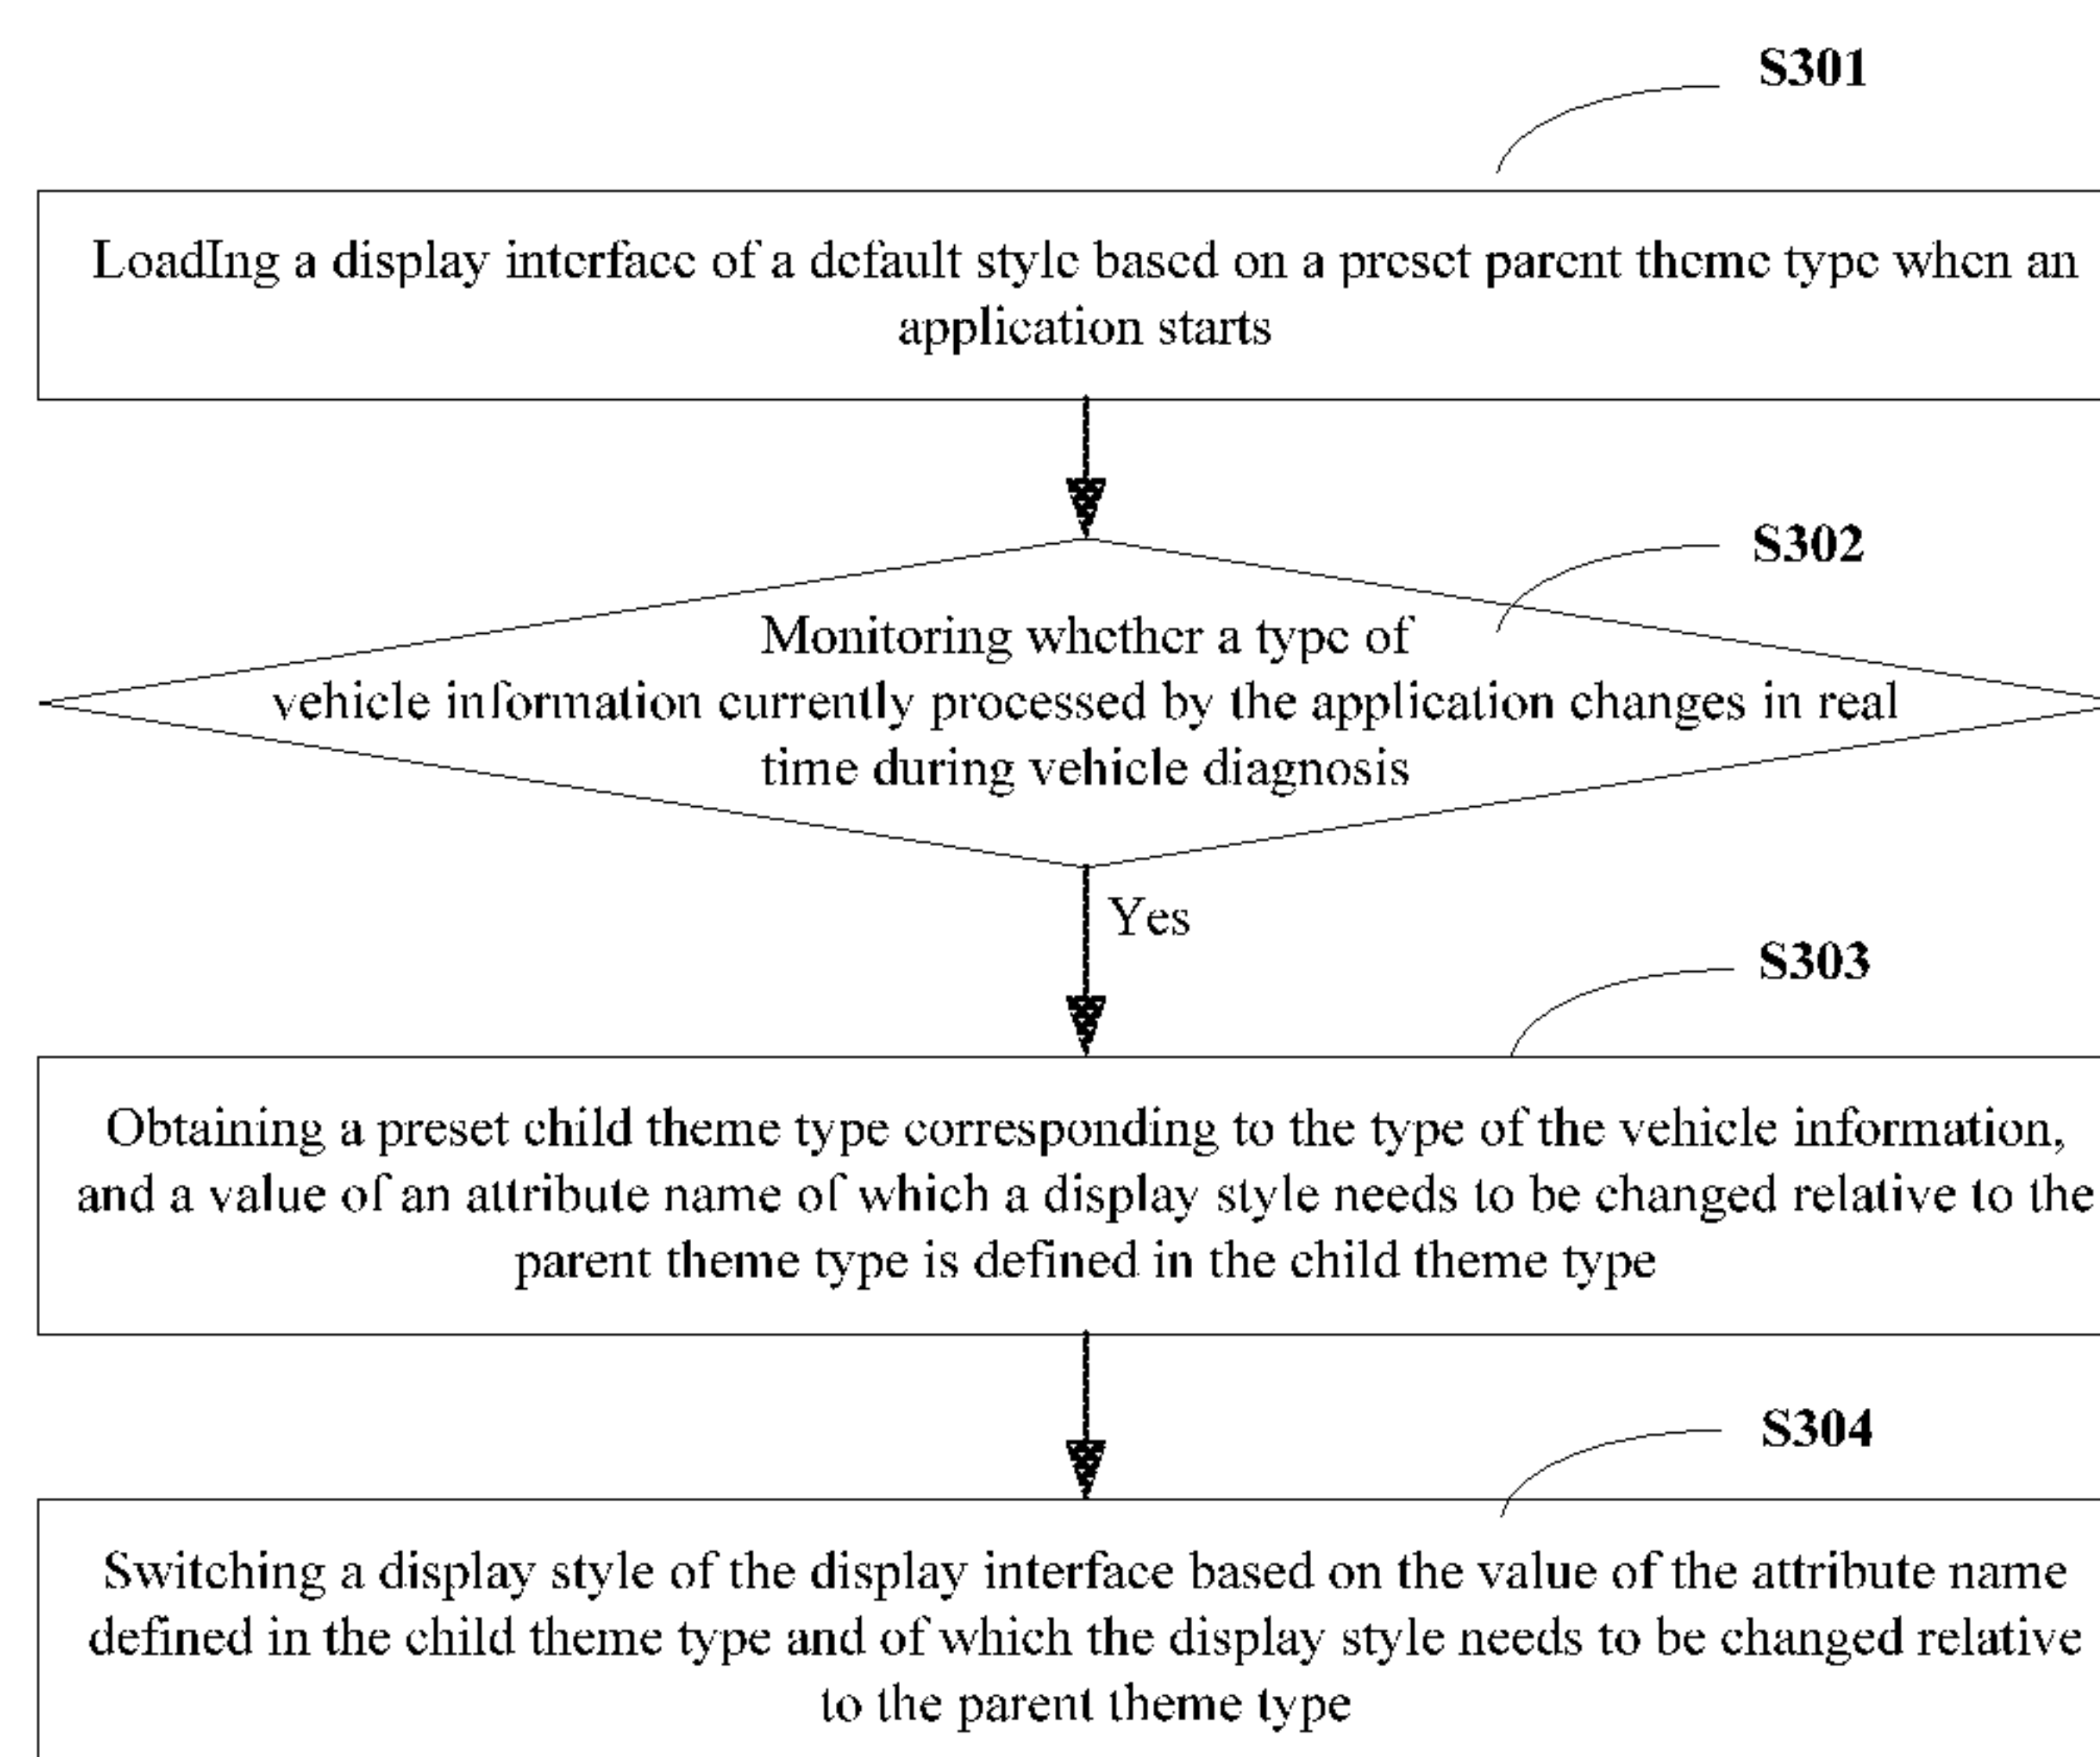 S301
LoadIng a display interface of a default style based on a preset parent theme type when an
application starts
S302
Monitoring whether a type of
vehicle information currently processed by the application changes in real
time during vehicle diagnosis
Yes
S303
Obtaining a preset child theme type corresponding to the type of the vehicle information,
and a value of an attribute name of which a display style needs to be changed relative to the
parent theme type is defined in the child theme type
S304
Switching a display style of the display interface based on the value of the attribute name
defined in the child theme type and of which the display style needs to be changed relative
to the parent theme type